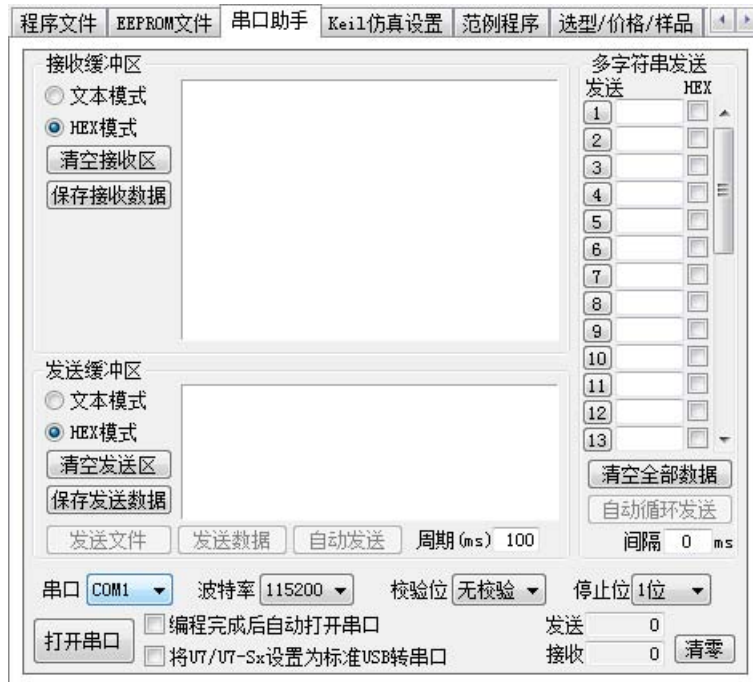 程序文件 EEPROM文件 串口助手 Keil仿真设置 范例程序 选型/价格/样品
接收缓冲区
文本模式
HEX模式
清空接收区
保存接收数据
发送缓冲区
文本模式
HEX模式
清空发送区
保存发送数据
发送文件 发送数据 自动发送 周期(ms) 100
多字符串发送
发送 HEX
1
2
3
4
5
6
7
8
9
10
11
12
13
清空全部数据
自动循环发送
间隔 0 ms
串口 COM1 波特率 115200 校验位 无校验 停止位 1位
打开串口
编程完成后自动打开串口
将U7/U7-Sx设置为标准USB转串口
发送 0
接收 0
清零